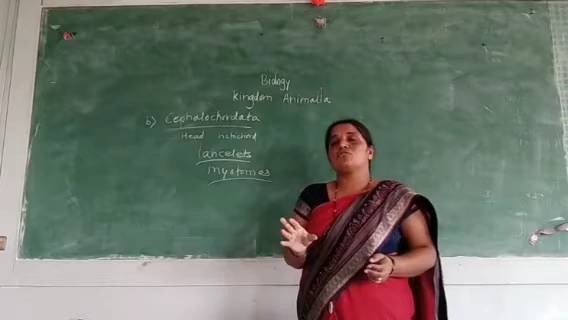 Biology
Kingdom Animalia
b) Cephalochordata
Head notochord
lancelets
myotomes